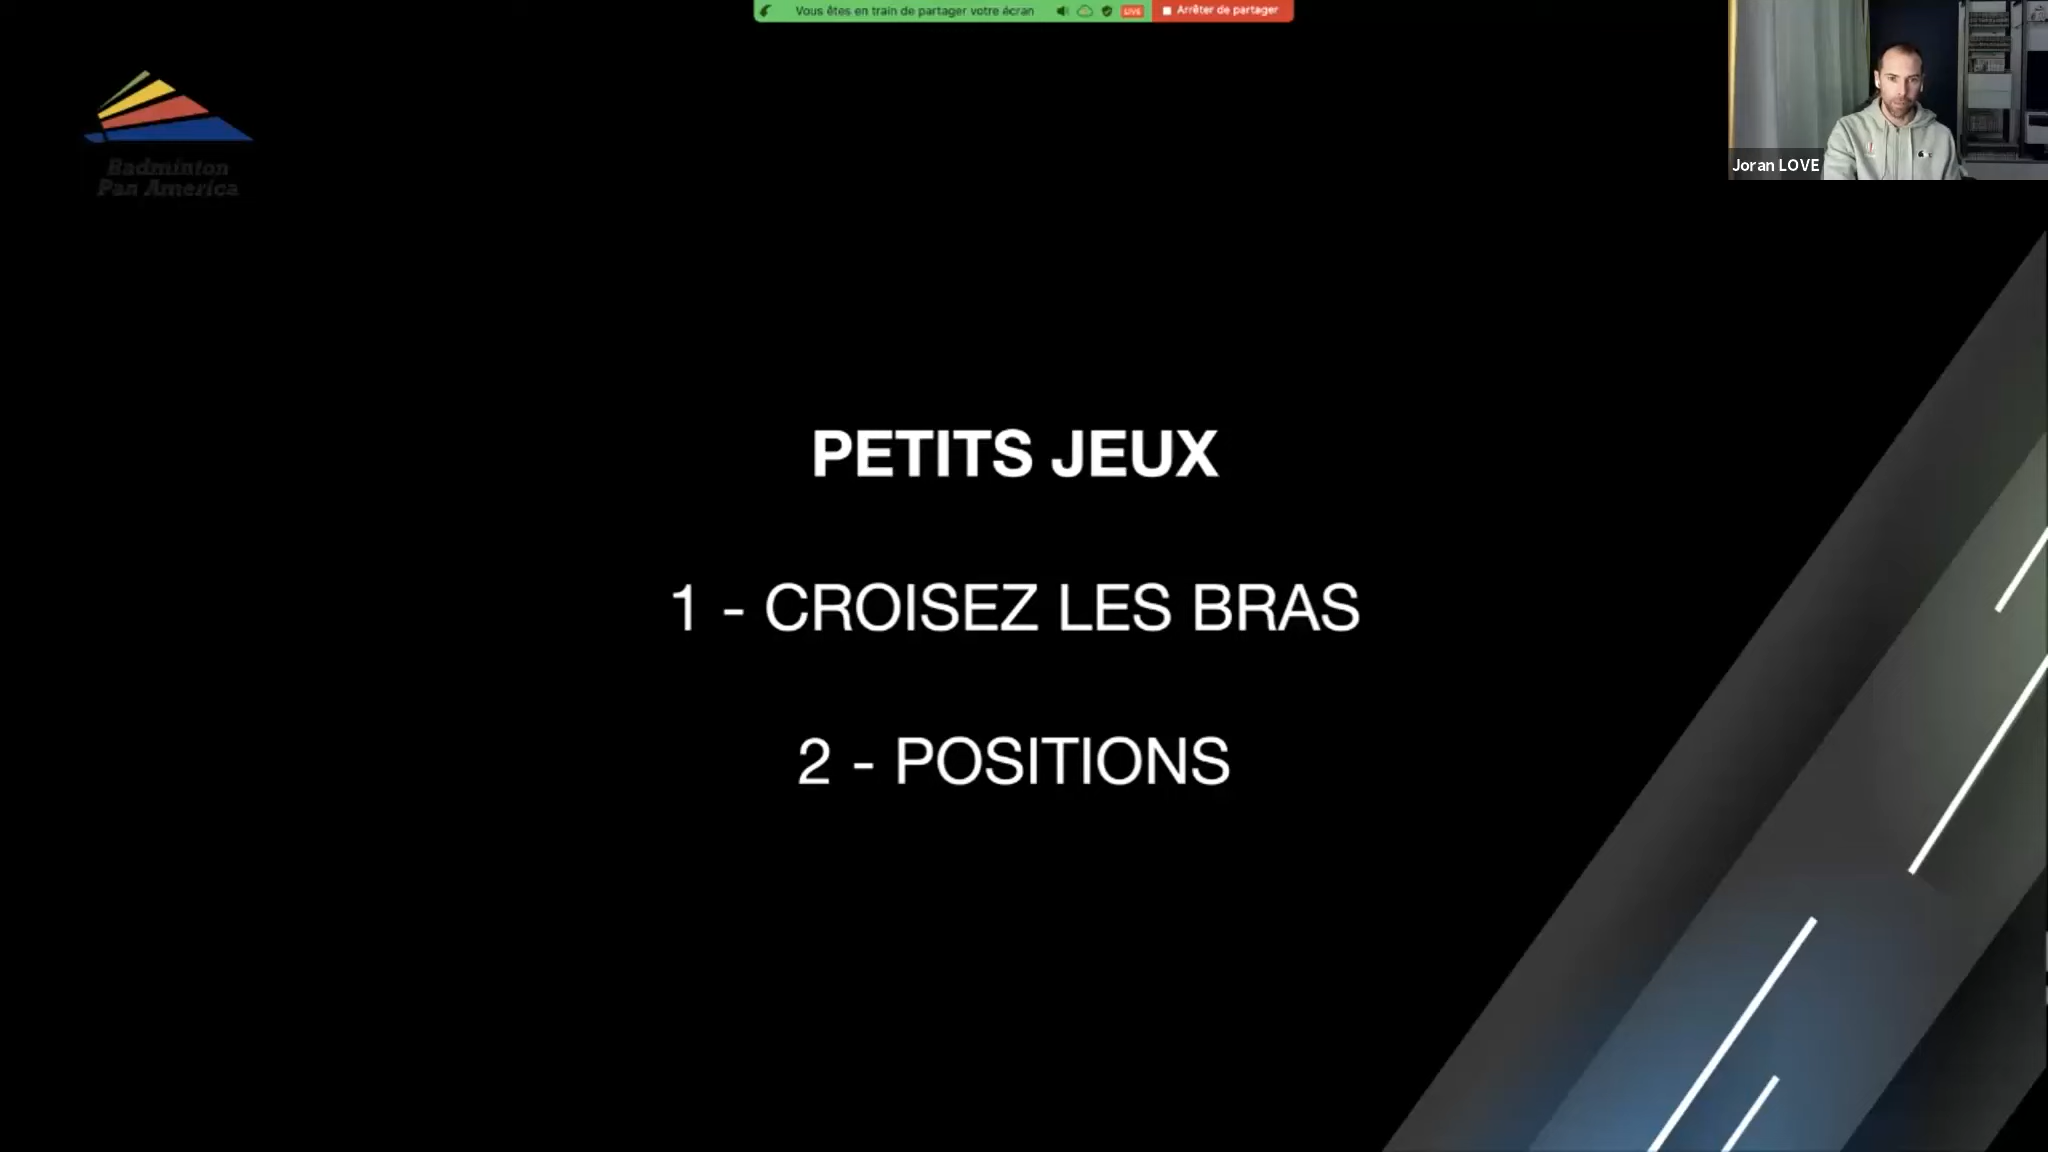 Vous êtes en train de partager votre écran
LIVE
Arrêter de partager
Badminton
Pan America
Joran LOVE
PETITS JEUX
1 - CROISEZ LES BRAS
2 - POSITIONS